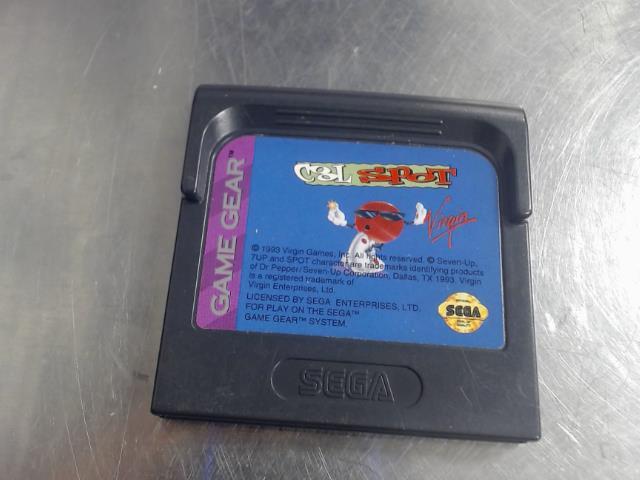 GAME GEAR™
COOL SPOT
Virgin
© 1993 Virgin Games, Inc. All rights reserved. © Seven-Up,
7UP and SPOT character are trademarks identifying products
of Dr Pepper/Seven-Up Corporation, Dallas, TX 1993. Virgin
is a registered trademark of
Virgin Enterprises, Ltd.
LICENSED BY SEGA ENTERPRISES, LTD.
FOR PLAY ON THE SEGA™
GAME GEAR™ SYSTEM.
SEGA
SEGA